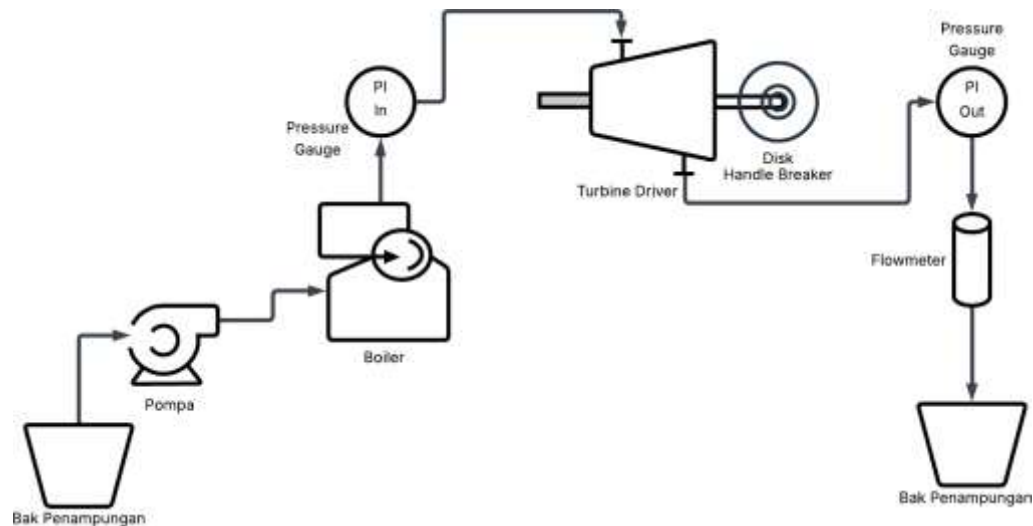 Bak Penampungan
Pompa
Boiler
Pressure
Gauge
PI
In
Turbine Driver
Disk
Handle Breaker
Pressure
Gauge
PI
Out
Flowmeter
Bak Penampungan